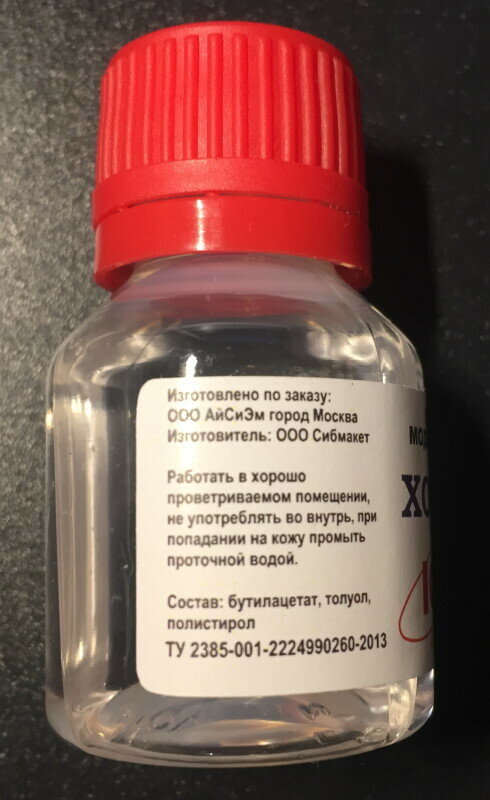 Изготовлено по заказу:
ООО АйСиЭм город Москва
Изготовитель: ООО Сибмакет
Работать в хорошо
проветриваемом помещении,
не употреблять во внутрь, при
попадании на кожу промыть
проточной водой.
Состав: бутилацетат, толуол,
полистирол
ТУ 2385-001-2224990260-2013